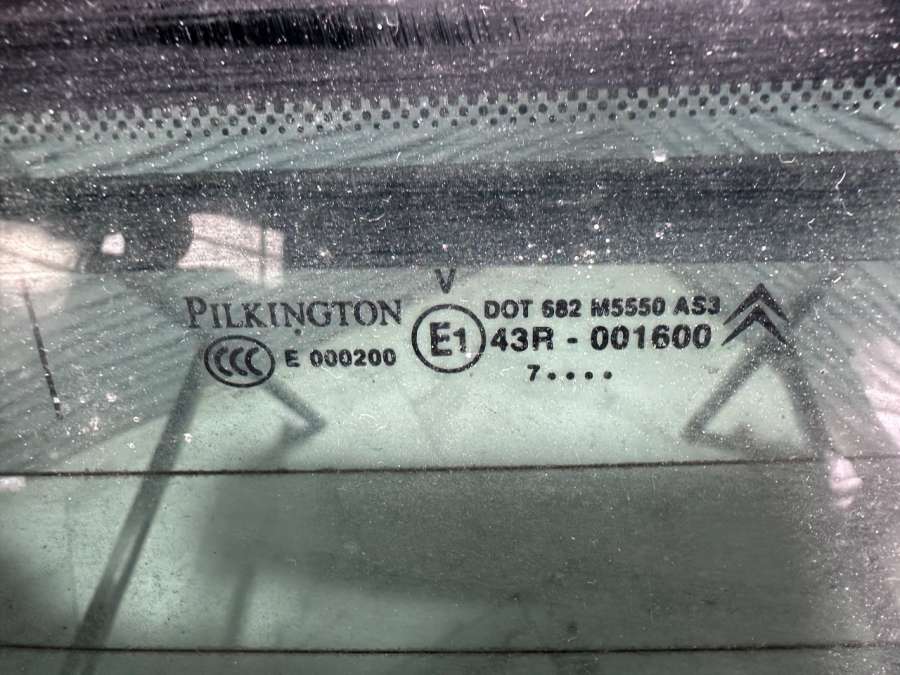 V
PILKINGTON
DOT 682 M5550 AS3
E1
43R - 001600
CCC
E 000200
7••••